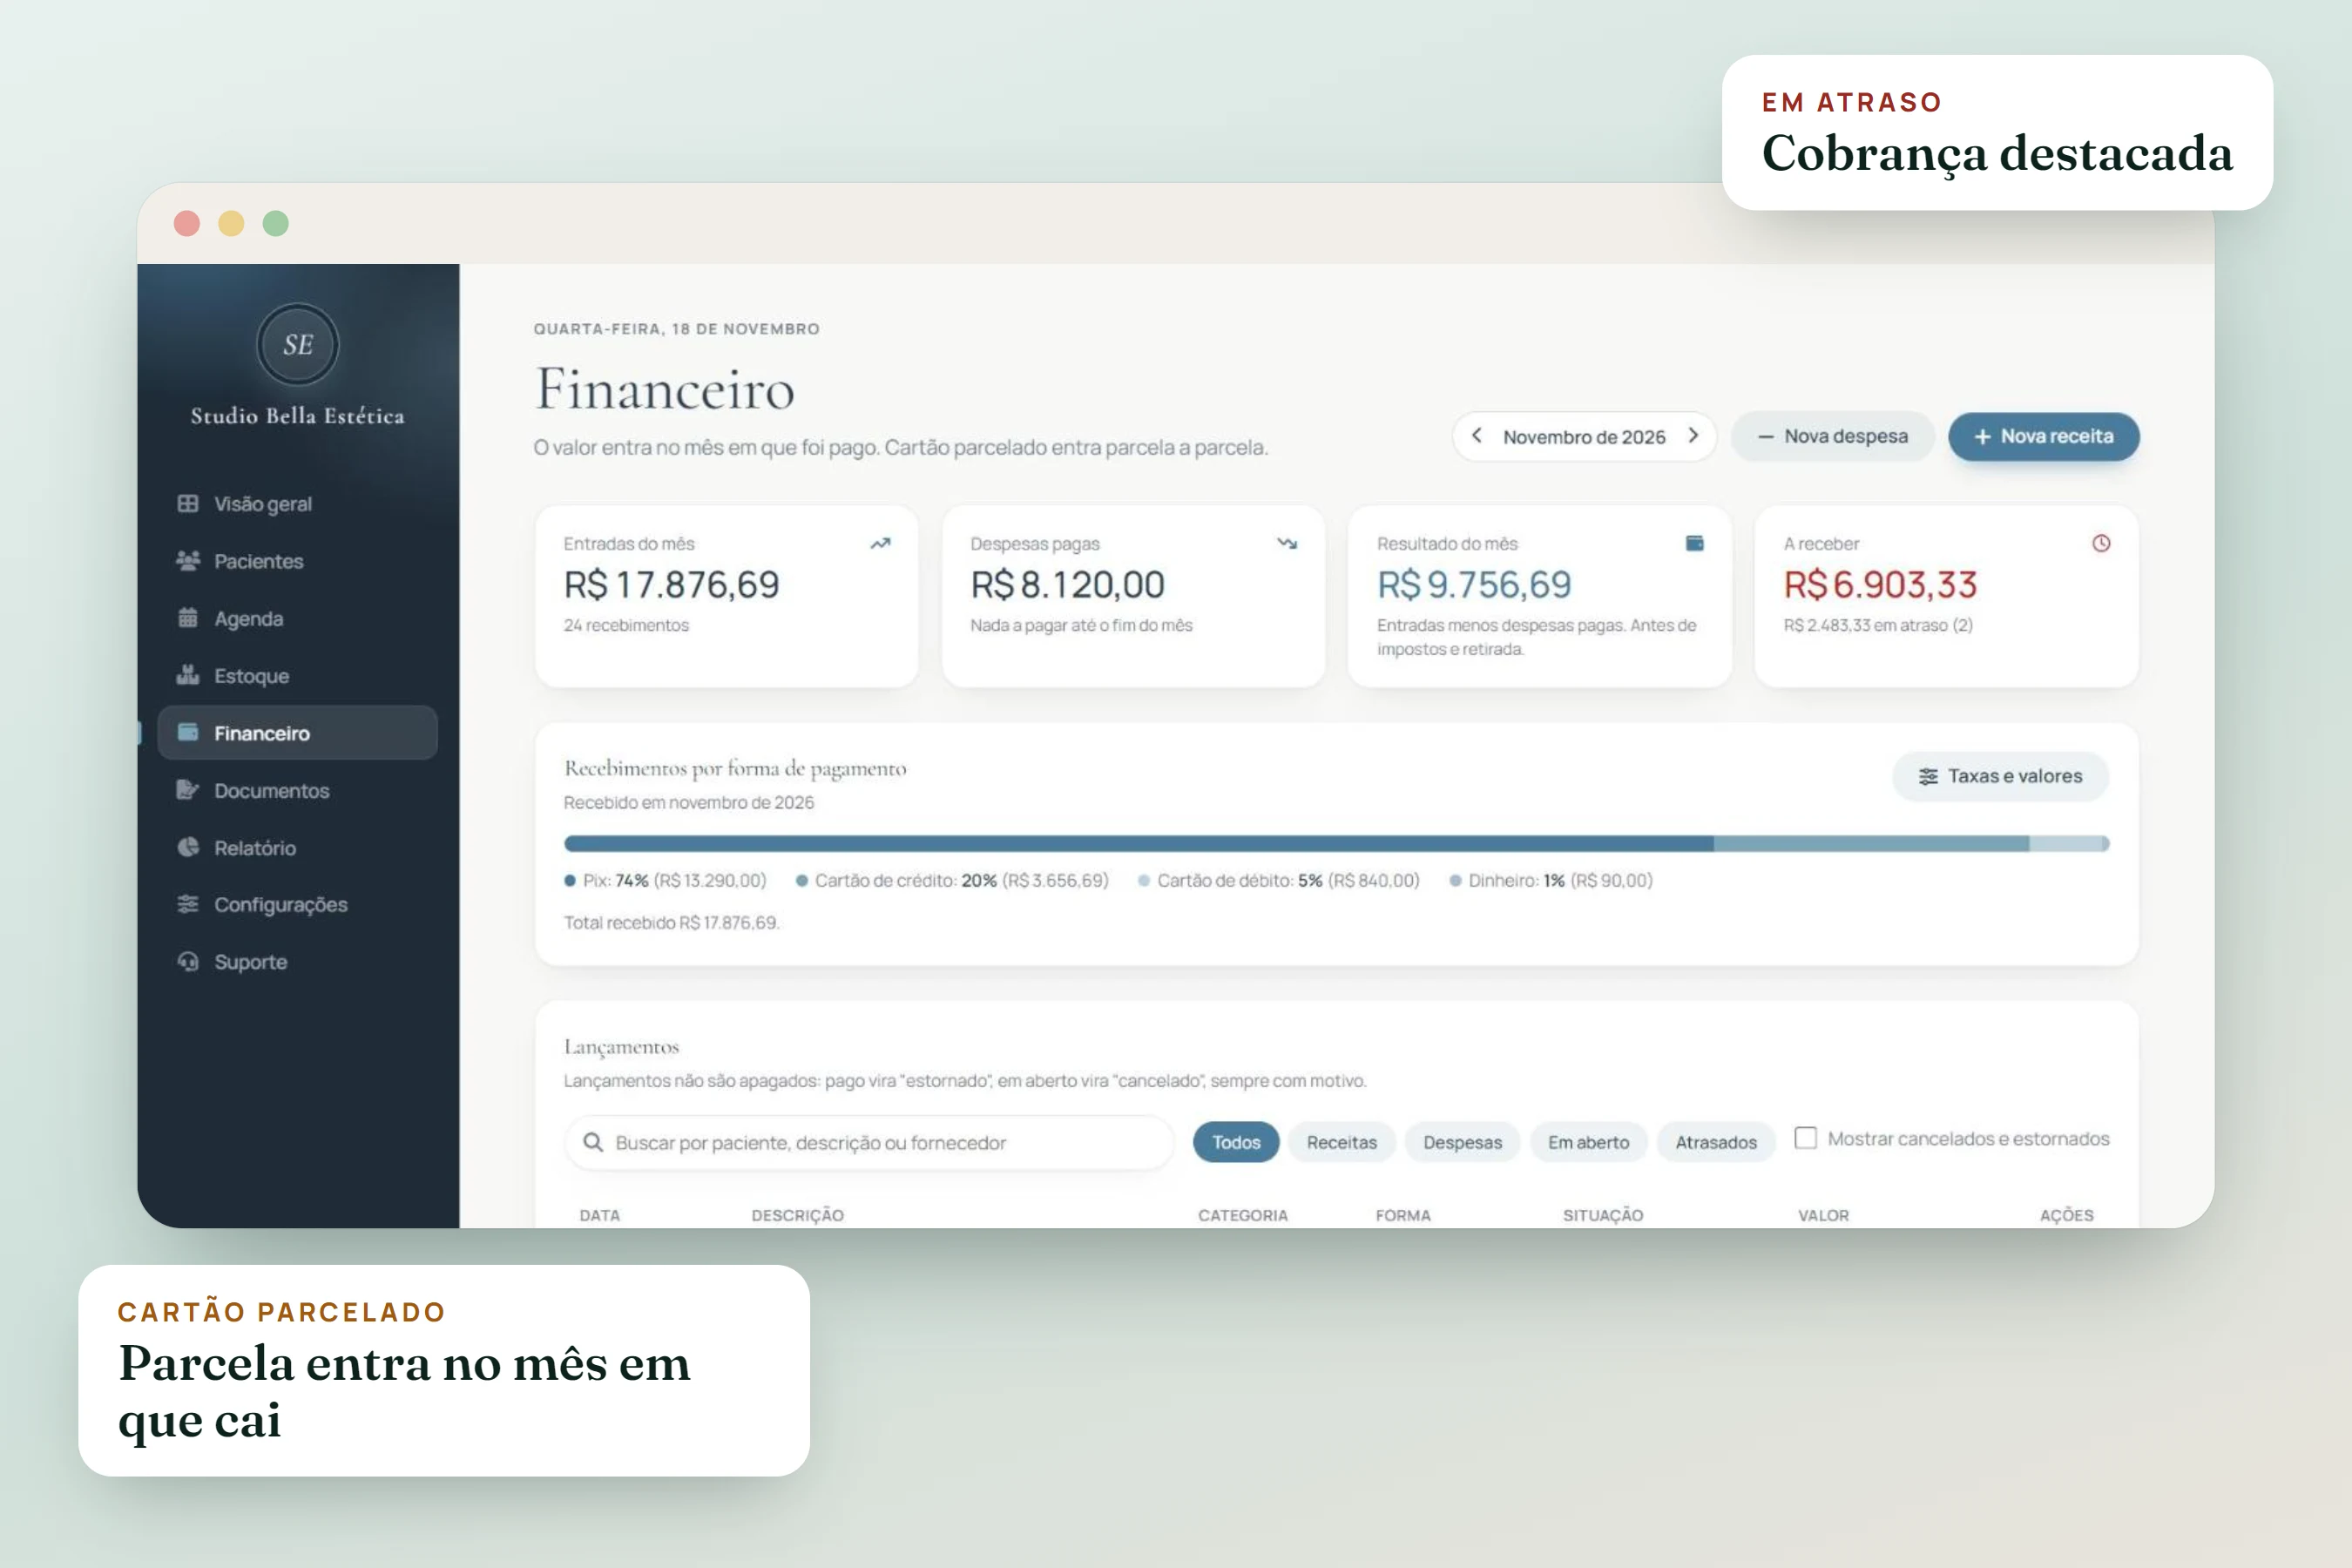 EM ATRASO
Cobrança destacada
SE
Studio Bella Estética
Visão geral
Pacientes
Agenda
Estoque
Financeiro
Documentos
Relatório
Configurações
Suporte
QUARTA-FEIRA, 18 DE NOVEMBRO
Financeiro
O valor entra no mês em que foi pago. Cartão parcelado entra parcela a parcela.
Novembro de 2026
Nova despesa
Nova receita
Entradas do mês
R$ 17.876,69
24 recebimentos
Despesas pagas
R$ 8.120,00
Nada a pagar até o fim do mês
Resultado do mês
R$ 9.756,69
Entradas menos despesas pagas. Antes de
impostos e retirada.
A receber
R$ 6.903,33
R$ 2.483,33 em atraso (2)
Recebimentos por forma de pagamento
Recebido em novembro de 2026
Taxas e valores
Pix: 74% (R$ 13.290,00) Cartão de crédito: 20% (R$ 3.656,69) Cartão de débito: 5% (R$ 840,00) Dinheiro: 1% (R$ 90,00)
Total recebido R$ 17.876,69.
Lançamentos
Lançamentos não são apagados: pago vira "estornado", em aberto vira "cancelado", sempre com motivo.
Buscar por paciente, descrição ou fornecedor
Todos Receitas Despesas Em aberto Atrasados Mostrar cancelados e estornados
DATA DESCRIÇÃO CATEGORIA FORMA SITUAÇÃO VALOR AÇÕES
CARTÃO PARCELADO
Parcela entra no mês em
que cai